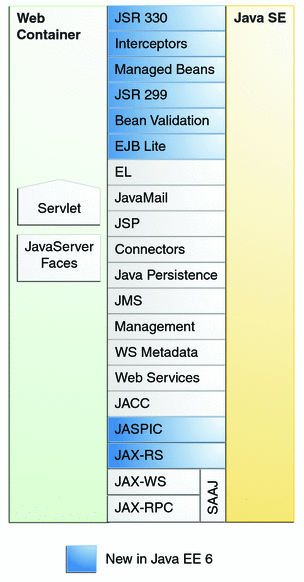 Web
Container
Servlet
JavaServer
Faces
JSR 330
Interceptors
Managed Beans
JSR 299
Bean Validation
EJB Lite
EL
JavaMail
JSP
Connectors
Java Persistence
JMS
Management
WS Metadata
Web Services
JACC
JASPIC
JAX-RS
JAX-WS
JAX-RPC
SAAJ
Java SE
New in Java EE 6